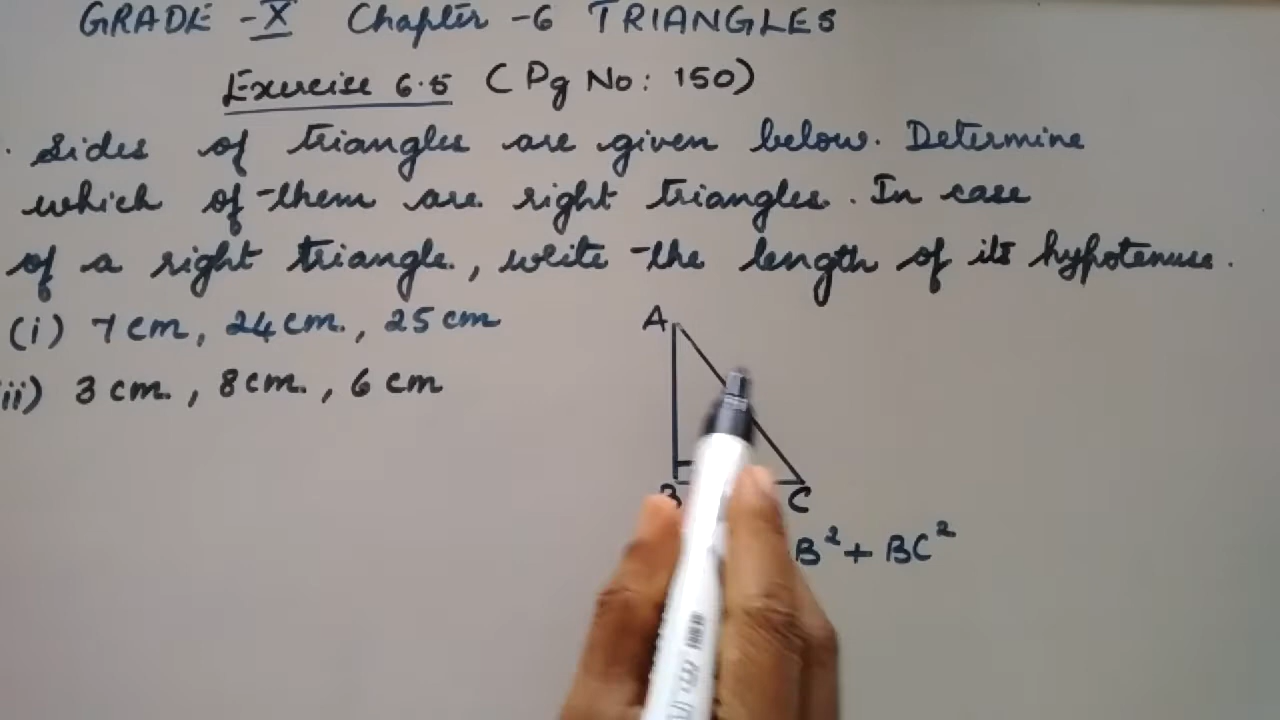 GRADE - X Chapter - 6 TRIANGLES
Exercise 6.5 (Pg No: 150)
. Sides of triangles are given below. Determine
which of them are right triangles. In case
of a right triangle, write the length of its hypotenuse.
(i) 7 cm, 24 cm., 25 cm
ii) 3 cm., 8 cm., 6 cm
A
B C
B² + BC²